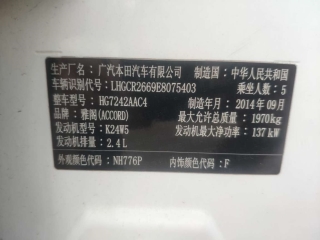 生产厂名：广汽本田汽车有限公司 制造国：中华人民共和国
车辆识别代号：LHGCR2669E8075403 乘坐人数：5
整车型号：HG7242AAC4 制造年月：2014年09月
品牌：雅阁(ACCORD) 最大允许总质量：1970kg
发动机型号：K24W5 发动机最大净功率：137kW
发动机排量：2.4L
外观颜色代码：NH776P 内饰颜色代码：F